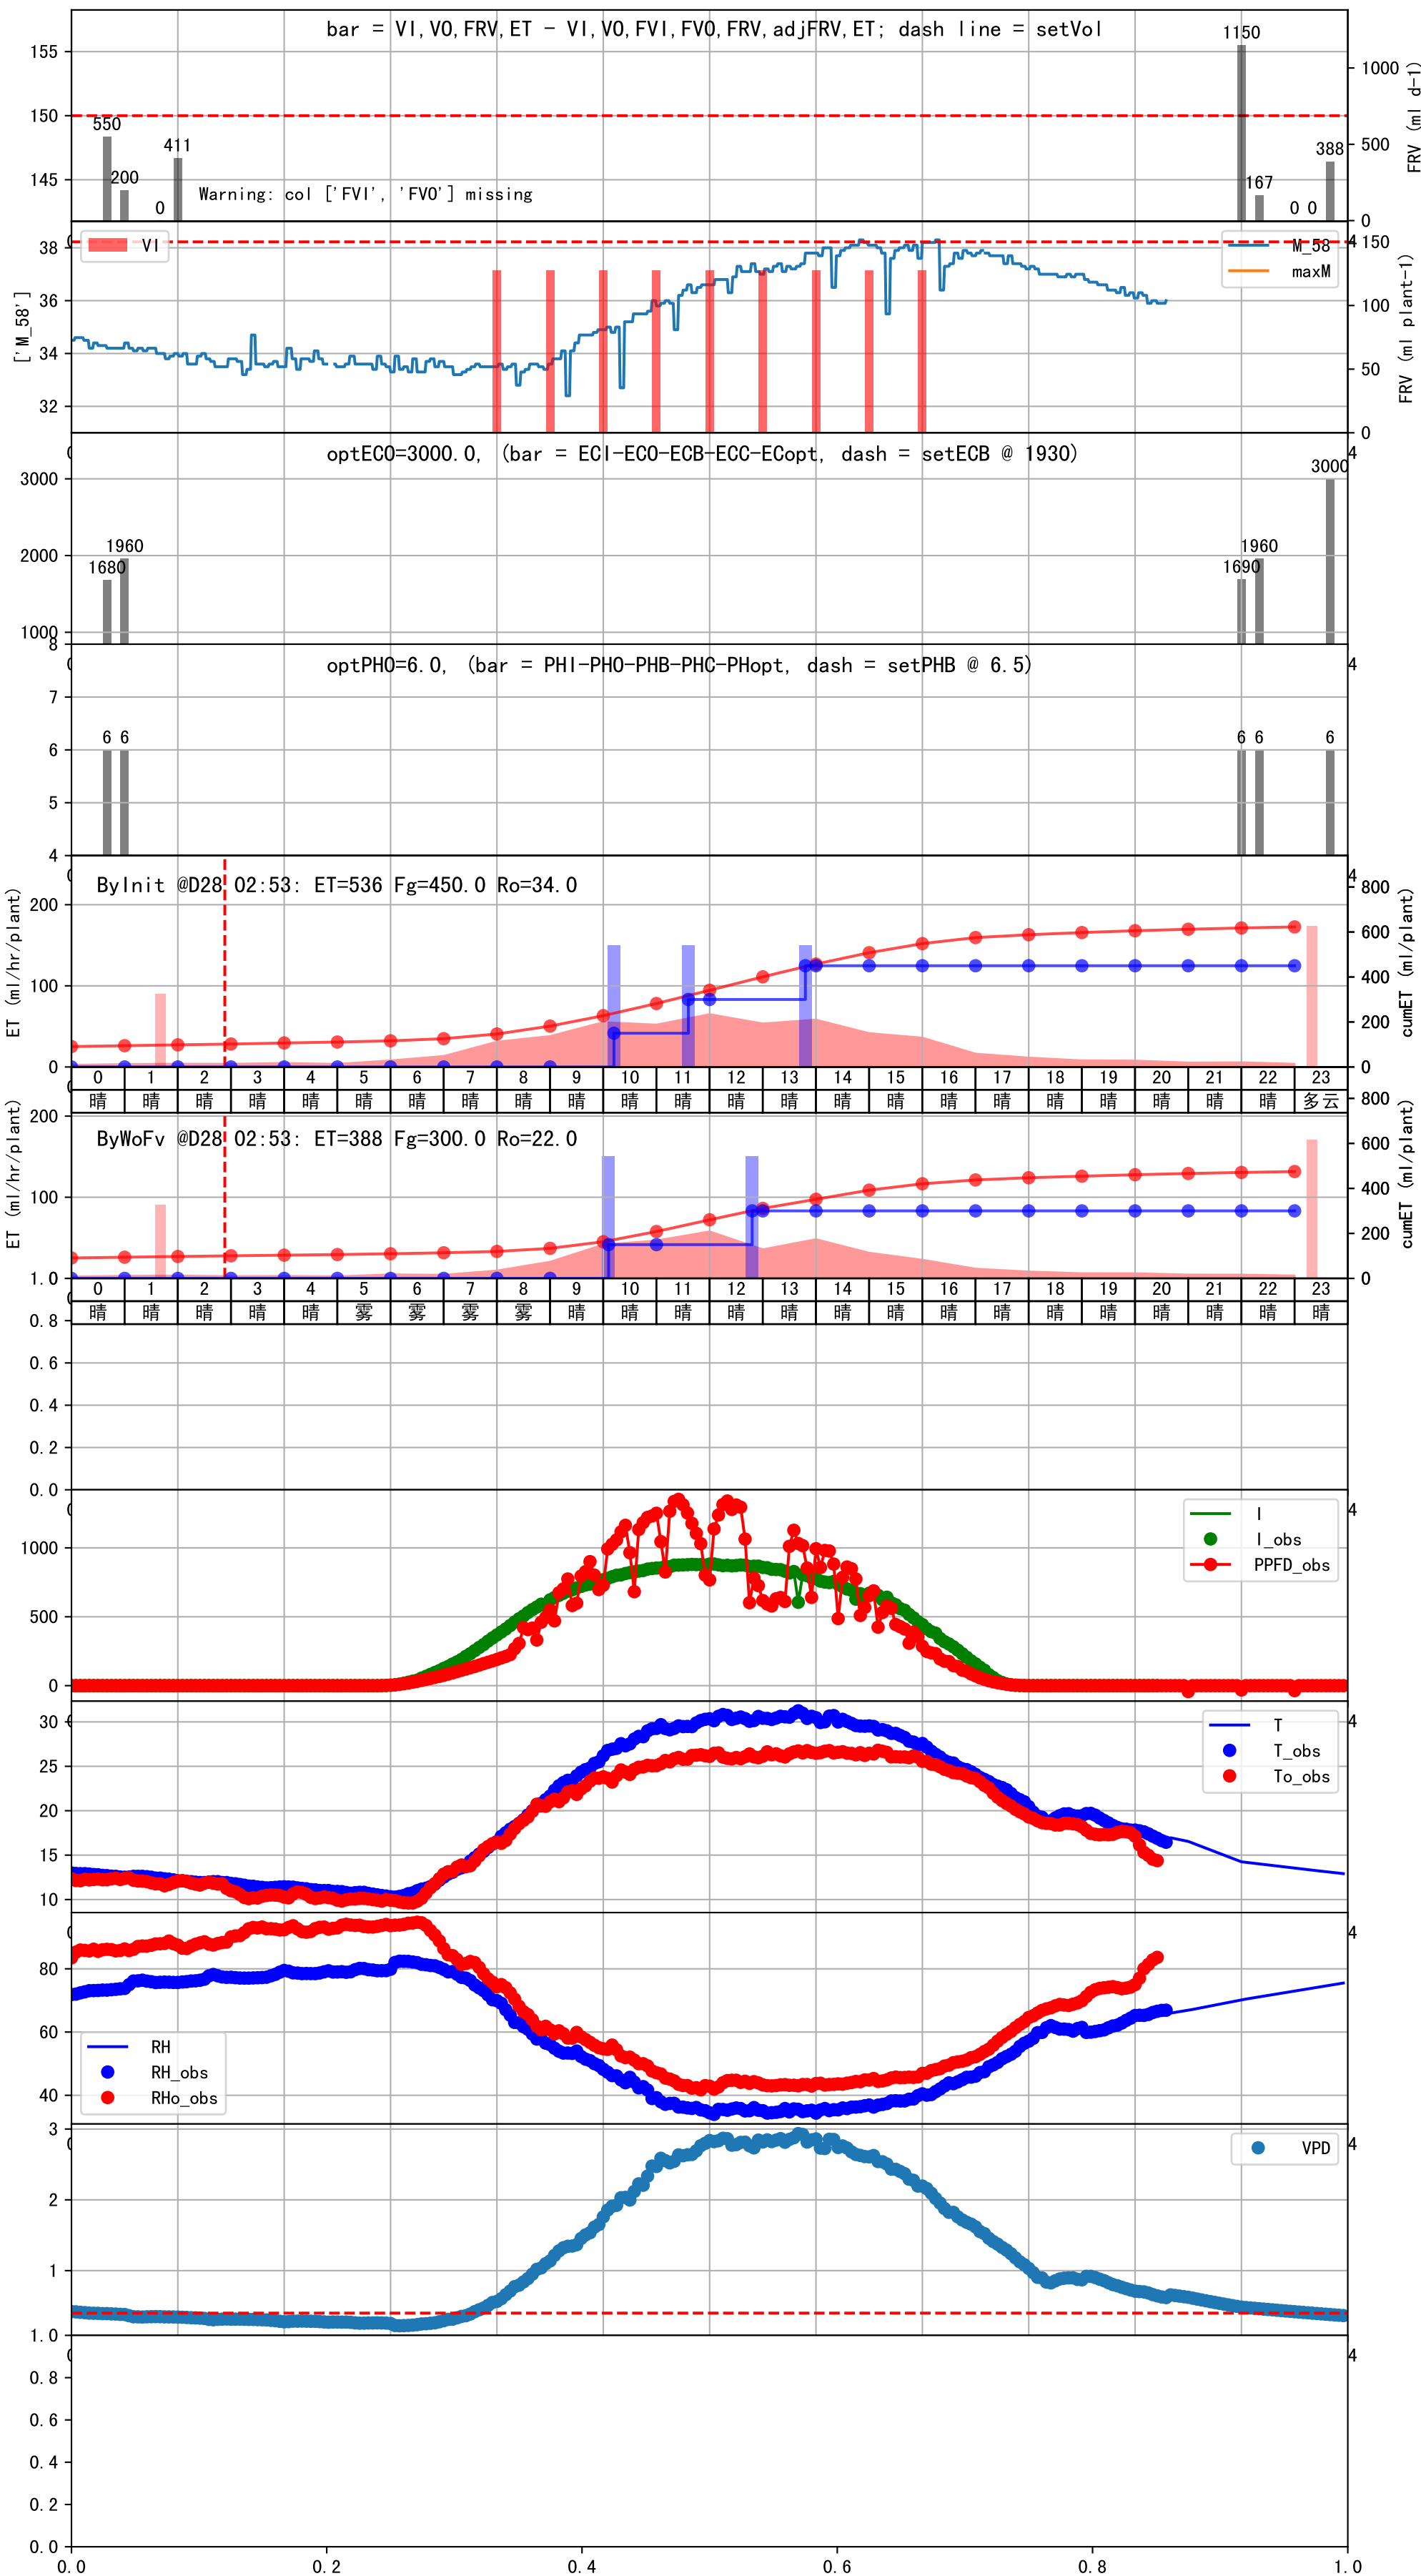 bar = VI,VO,FRV,ET - VI,VO,FVI,FVO,FRV,adjFRV,ET; dash line = setVol
1150
155
1000
150
550
411
500
388
200
167
145
0
Warning: col ['FVI', 'FVO'] missing
0 0
0
FRV (ml d-1)
VI
M_58
maxM
38
36
34
32
['M_58']
150
100
50
0
FRV (ml plant-1)
optECO=3000.0, (bar = ECI-ECO-ECB-ECC-ECopt, dash = setECB @ 1930)
4
3000
3000
2000
1960
1680
1960
1690
1000
8
optPHO=6.0, (bar = PHI-PHO-PHB-PHC-PHopt, dash = setPHB @ 6.5)
4
7
6
6 6
6 6
6
5
4
ByInit @D28 02:53: ET=536 Fg=450.0 Ro=34.0
4
200
100
0
ET (ml/hr/plant)
800
600
400
200
0
cumET (ml/plant)
0 1 2 3 4 5 6 7 8 9 10 11 12 13 14 15 16 17 18 19 20 21 22 23
晴 晴 晴 晴 晴 晴 晴 晴 晴 晴 晴 晴 晴 晴 晴 晴 晴 晴 晴 晴 晴 晴 晴 多云
ByWoFv @D28 02:53: ET=388 Fg=300.0 Ro=22.0
200
100
ET (ml/hr/plant)
800
600
400
200
0
cumET (ml/plant)
1.0
0 1 2 3 4 5 6 7 8 9 10 11 12 13 14 15 16 17 18 19 20 21 22 23
晴 晴 晴 晴 晴 雾 雾 雾 雾 晴 晴 晴 晴 晴 晴 晴 晴 晴 晴 晴 晴 晴 晴 晴
0.8
0.6
0.4
0.2
0.0
4
I
I_obs
PPFD_obs
1000
500
0
4
T
T_obs
To_obs
30
25
20
15
10
4
80
60
40
RH
RH_obs
RHo_obs
4
VPD
3
2
1
1.0
4
0.8
0.6
0.4
0.2
0.0
0.0 0.2 0.4 0.6 0.8 1.0